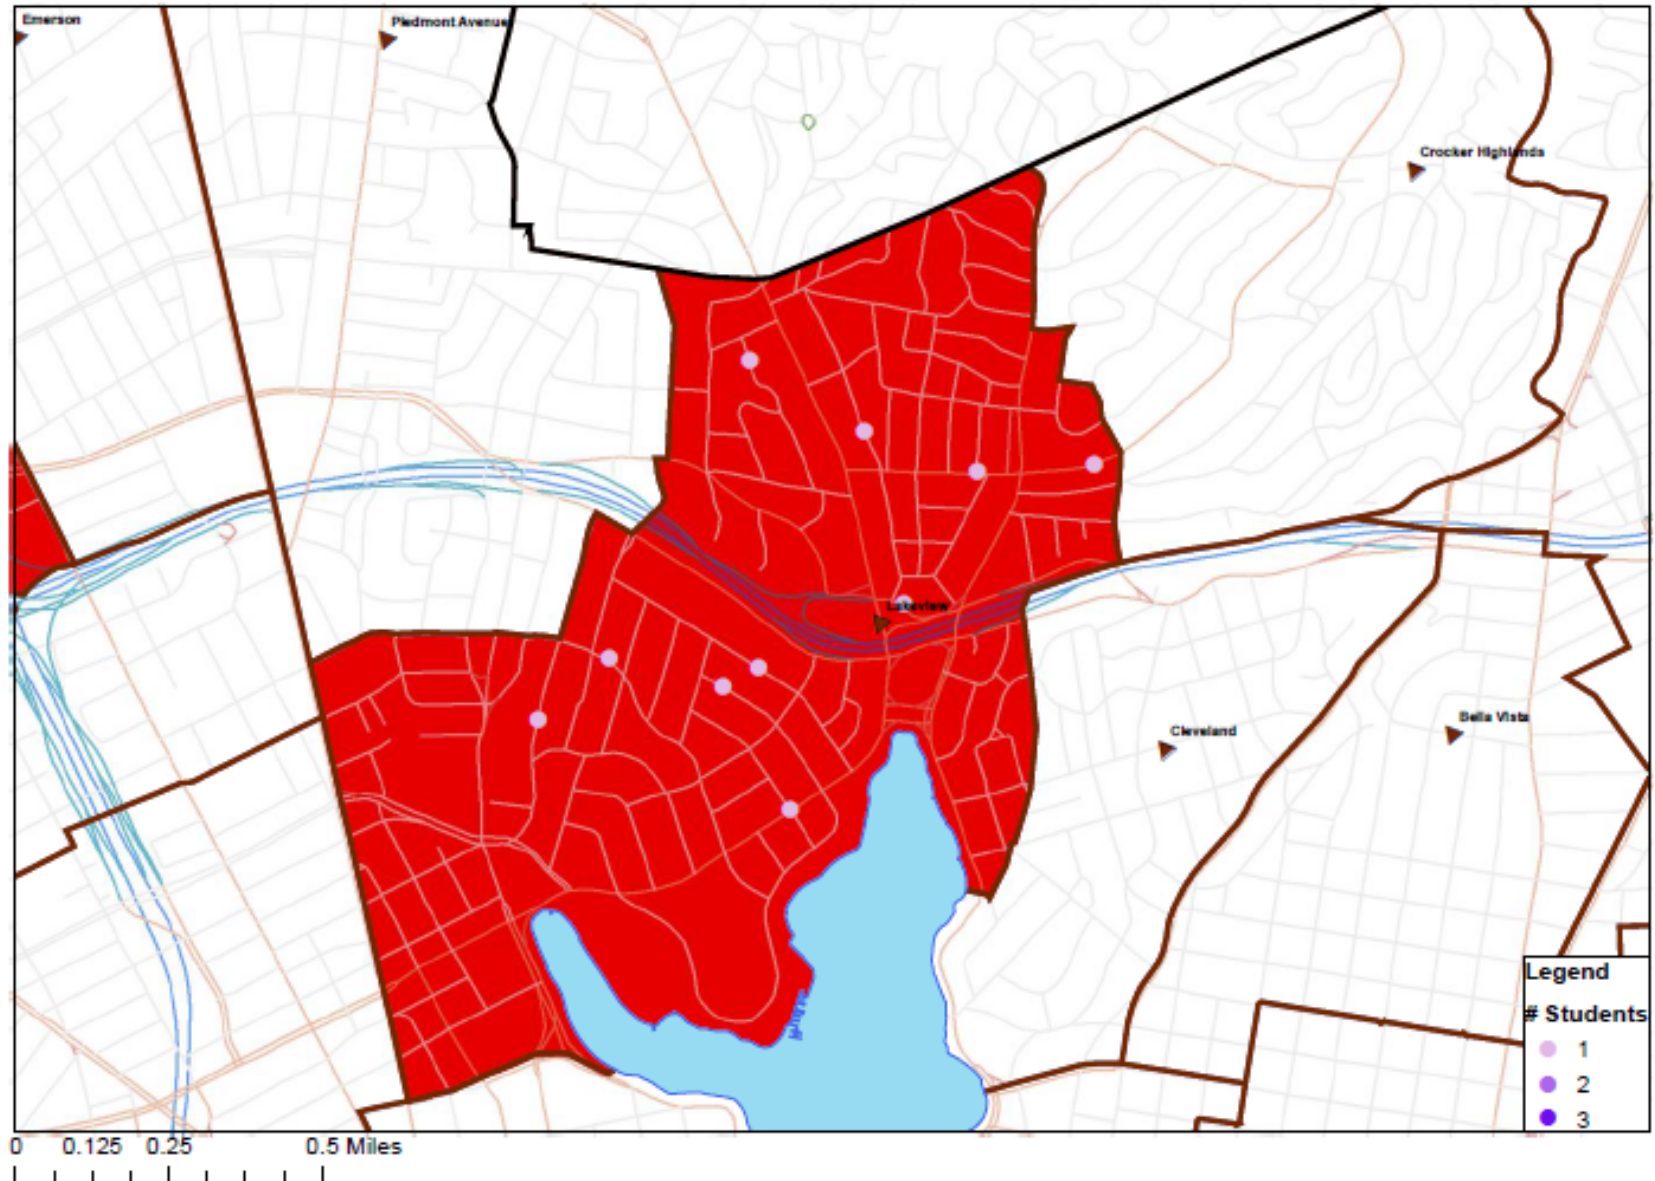 Emerson
Piedmont Avenue
Crocker Highlands
Lakeview
Cleveland
Bella Vista
Legend
# Students
1
2
3
0 0.125 0.25 0.5 Miles